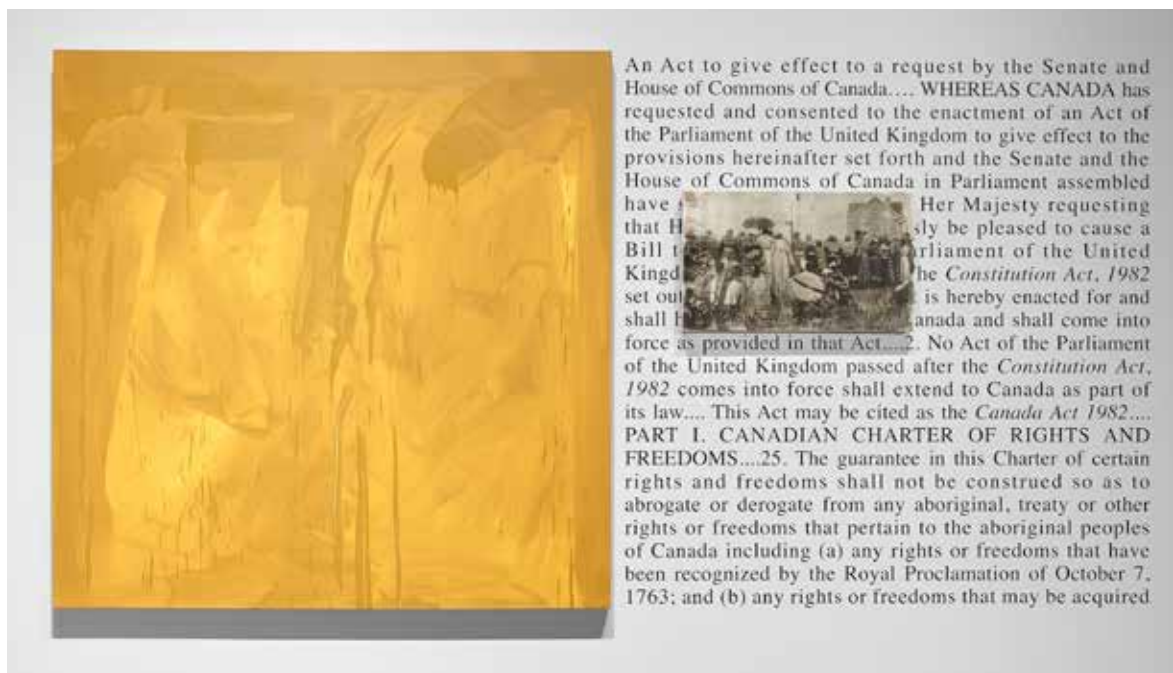 An Act to give effect to a request by the Senate and
House of Commons of Canada.... WHEREAS CANADA has
requested and consented to the enactment of an Act of
the Parliament of the United Kingdom to give effect to the
provisions hereinafter set forth and the Senate and the
House of Commons of Canada in Parliament assembled
have Her Majesty requesting
that H sly be pleased to cause a
Bill t rliament of the United
Kingd he Constitution Act, 1982
set out is hereby enacted for and
shall anada and shall come into
force as provided in that Act....2. No Act of the Parliament
of the United Kingdom passed after the Constitution Act,
1982 comes into force shall extend to Canada as part of
its law.... This Act may be cited as the Canada Act 1982....
PART I. CANADIAN CHARTER OF RIGHTS AND
FREEDOMS....25. The guarantee in this Charter of certain
rights and freedoms shall not be construed so as to
abrogate or derogate from any aboriginal, treaty or other
rights or freedoms that pertain to the aboriginal peoples
of Canada including (a) any rights or freedoms that have
been recognized by the Royal Proclamation of October 7,
1763; and (b) any rights or freedoms that may be acquired